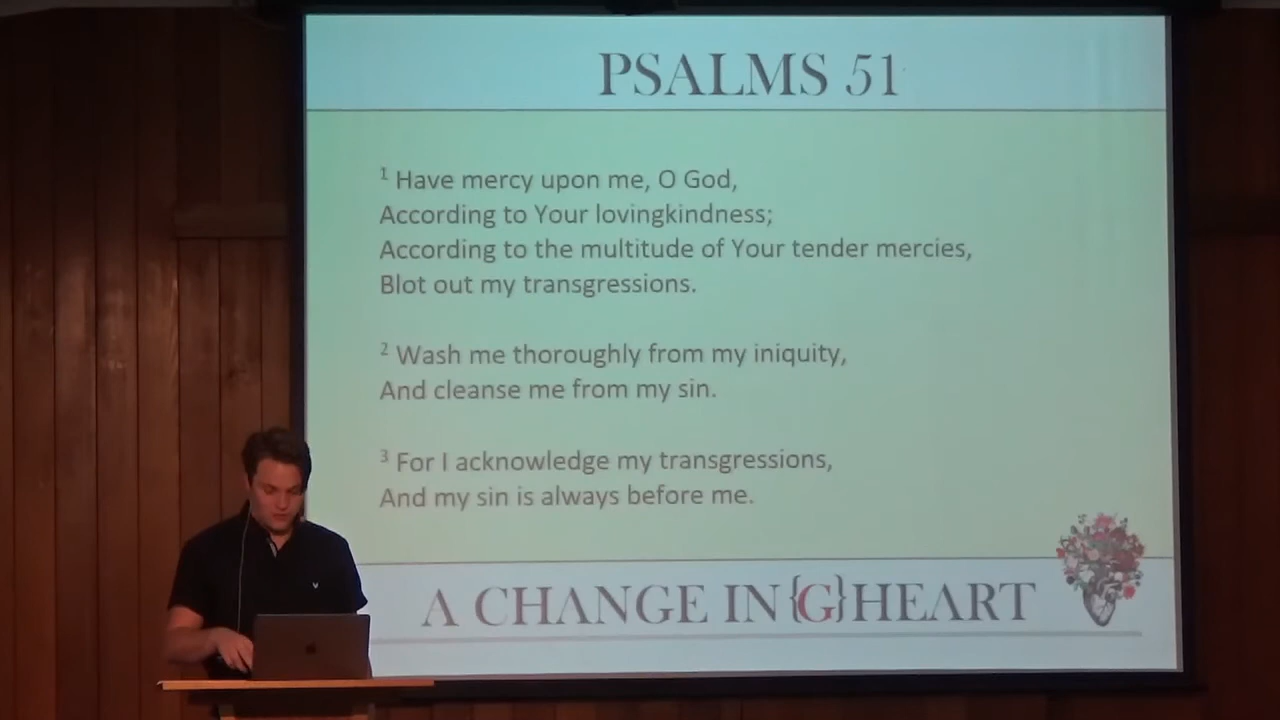 PSALMS 51
1 Have mercy upon me, O God,
According to Your lovingkindness;
According to the multitude of Your tender mercies,
Blot out my transgressions.
2 Wash me thoroughly from my iniquity,
And cleanse me from my sin.
3 For I acknowledge my transgressions,
And my sin is always before me.
A CHANGE IN {G} HEART